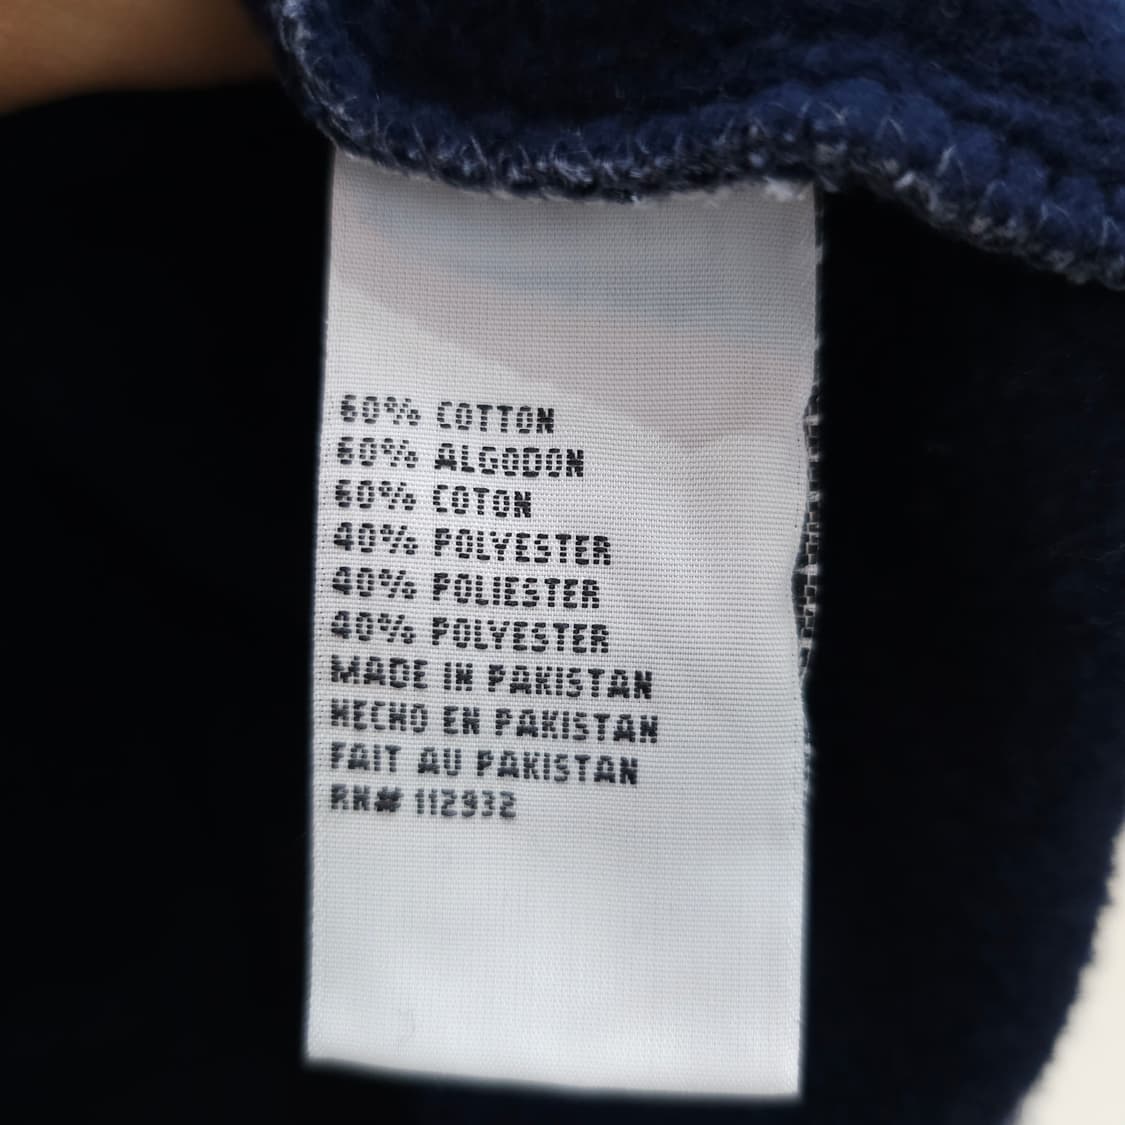 60% COTTON
60% ALGODON
60% COTON
40% POLYESTER
40% POLIESTER
40% POLYESTER
MADE IN PAKISTAN
HECHO EN PAKISTAN
FAIT AU PAKISTAN
RN# 112932